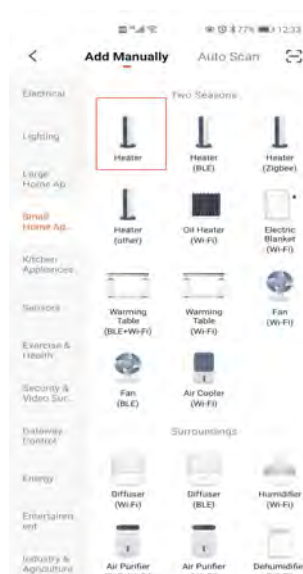 77% 12:33
Add Manually Auto Scan
Electrical
Lighting
Large
Home Ap...
Small
Home Ap...
Kitchen
Appliances
Sensors
Exercise &
Health
Security &
Video Sur...
Gateway
Control
Energy
Entertainm
ent
Industry &
Agriculture
Two Seasons
Heater
Heater
(BLE)
Heater
(Zigbee)
Heater
(other)
Oil Heater
(Wi-Fi)
Electric
Blanket
(Wi-Fi)
Warming
Table
(BLE+Wi-Fi)
Warming
Table
(Wi-Fi)
Fan
(Wi-Fi)
Fan
(BLE)
Air Cooler
(Wi-Fi)
Surroundings
Diffuser
(Wi-Fi)
Diffuser
(BLE)
Humidifier
(Wi-Fi)
Air Purifier
Air Purifier
Dehumidifier